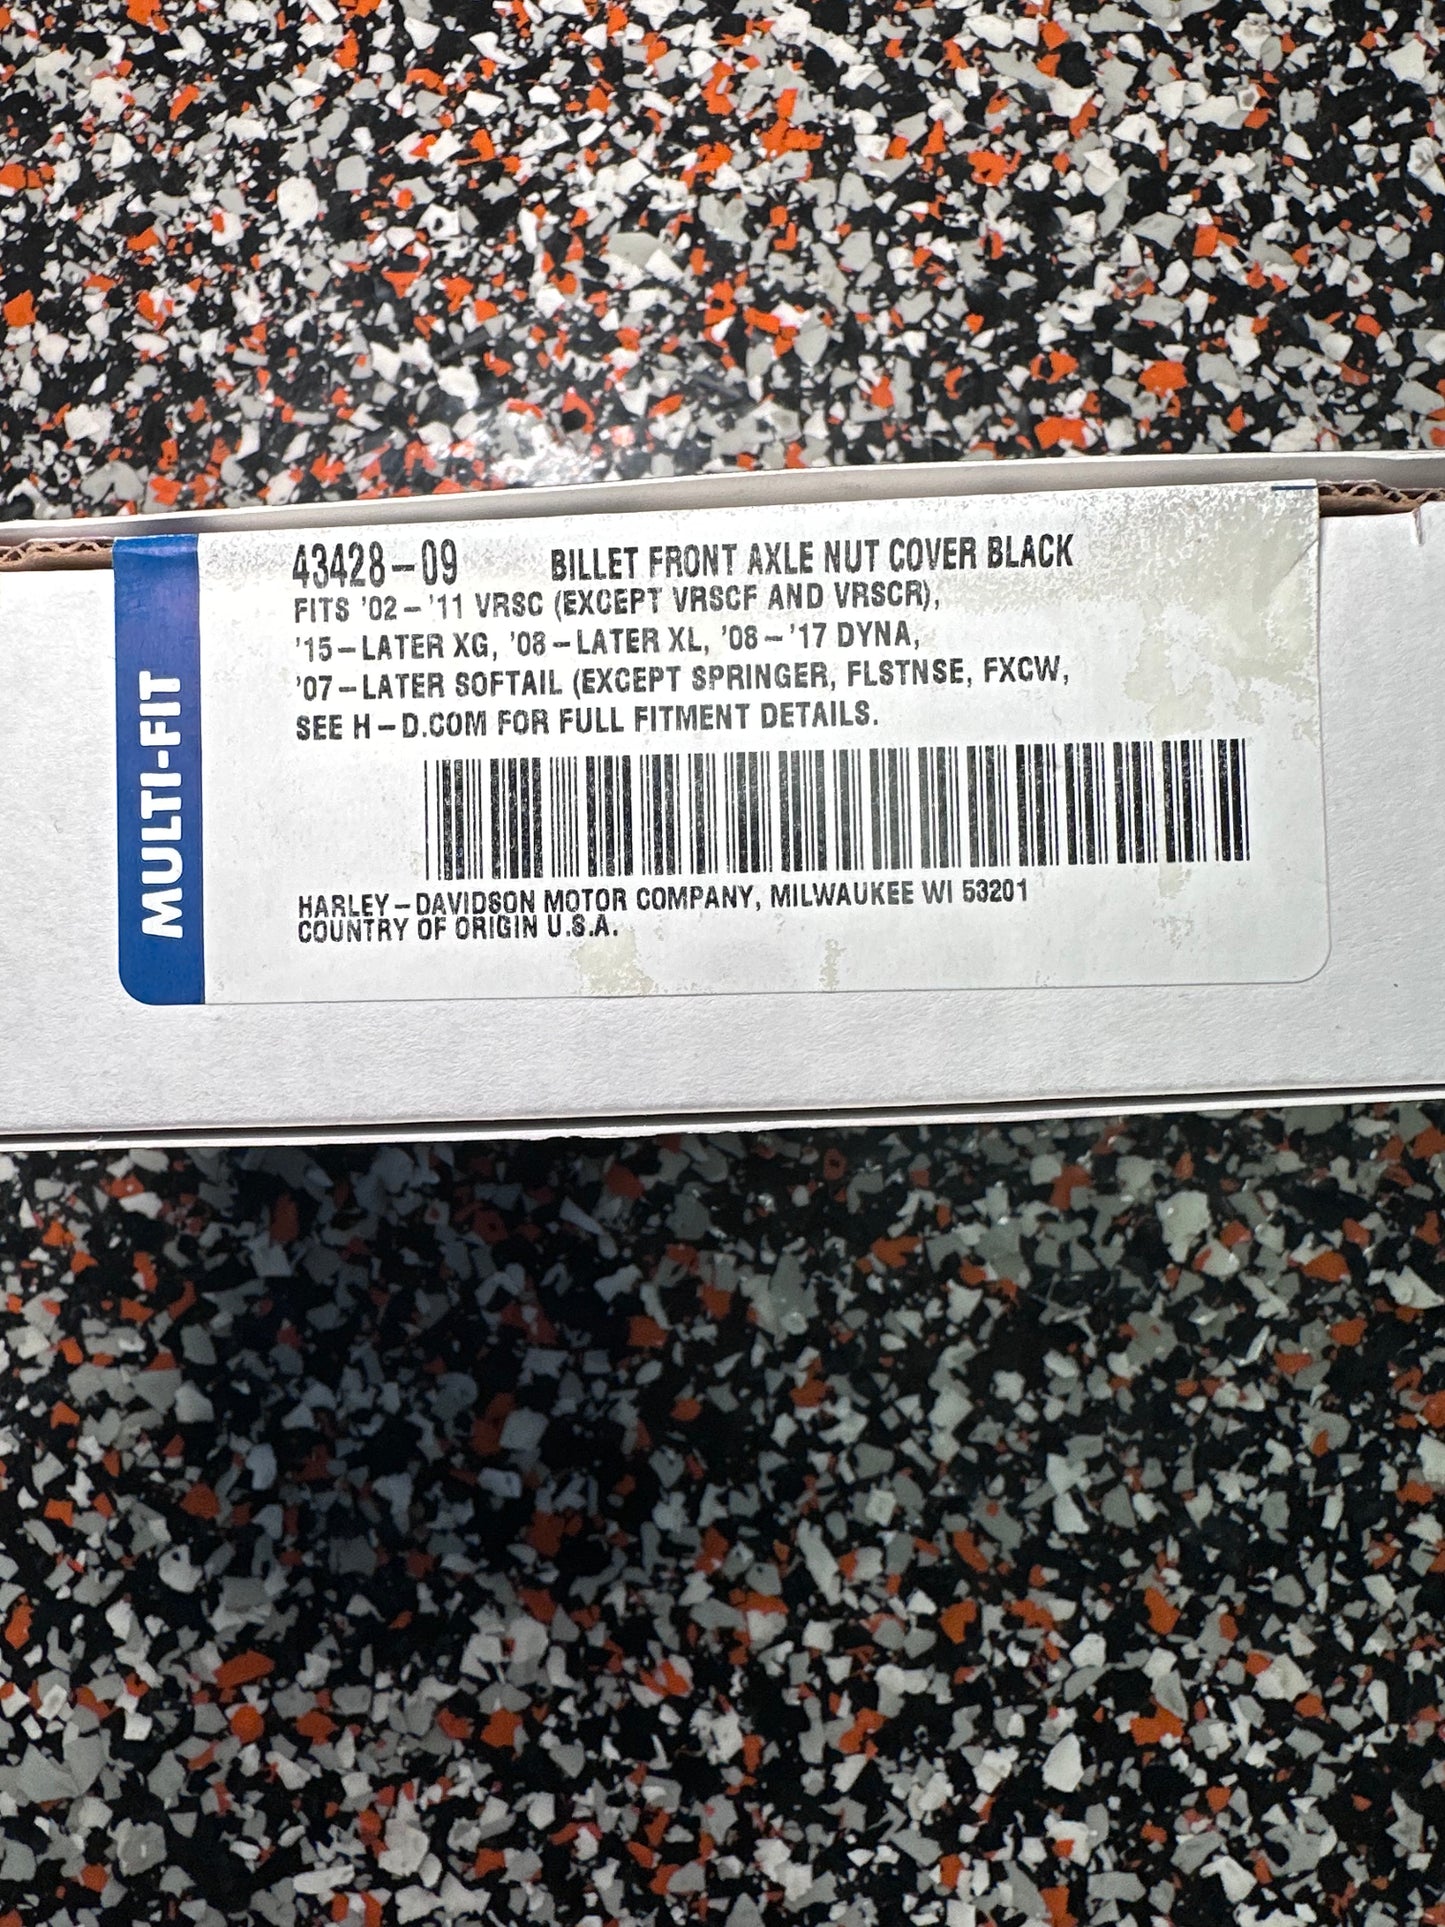 43428-09 BILLET FRONT AXLE NUT COVER BLACK
FITS '02-'11 VRSC (EXCEPT VRSCF AND VRSCR),
'15-LATER XG, '08-LATER XL, '08-'17 DYNA,
'07-LATER SOFTAIL (EXCEPT SPRINGER, FLSTNSE, FXCW,
SEE H-D.COM FOR FULL FITMENT DETAILS.
HARLEY-DAVIDSON MOTOR COMPANY, MILWAUKEE WI 53201
COUNTRY OF ORIGIN U.S.A.
MULTI-FIT